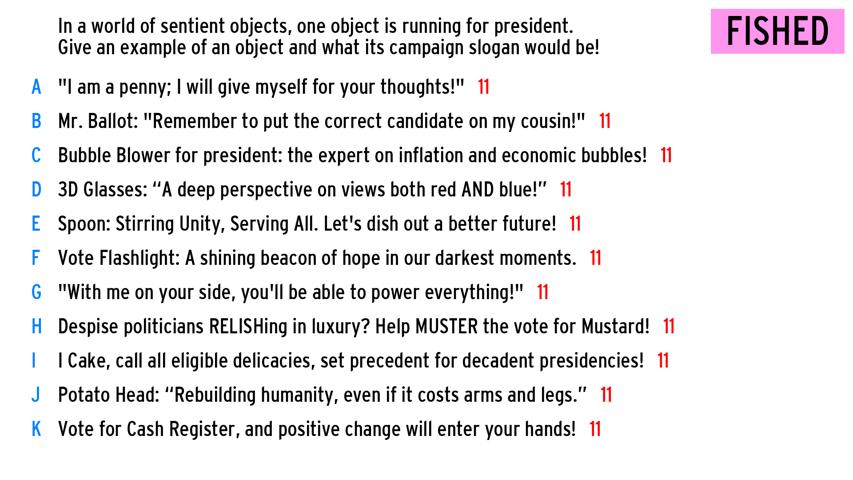 In a world of sentient objects, one object is running for president.
Give an example of an object and what its campaign slogan would be!
FISHED
A "I am a penny; I will give myself for your thoughts!" 11
B Mr. Ballot: "Remember to put the correct candidate on my cousin!" 11
C Bubble Blower for president: the expert on inflation and economic bubbles! 11
D 3D Glasses: “A deep perspective on views both red AND blue!” 11
E Spoon: Stirring Unity, Serving All. Let's dish out a better future! 11
F Vote Flashlight: A shining beacon of hope in our darkest moments. 11
G "With me on your side, you'll be able to power everything!" 11
H Despise politicians RELISHing in luxury? Help MUSTER the vote for Mustard! 11
I I Cake, call all eligible delicacies, set precedent for decadent presidencies! 11
J Potato Head: “Rebuilding humanity, even if it costs arms and legs.” 11
K Vote for Cash Register, and positive change will enter your hands! 11